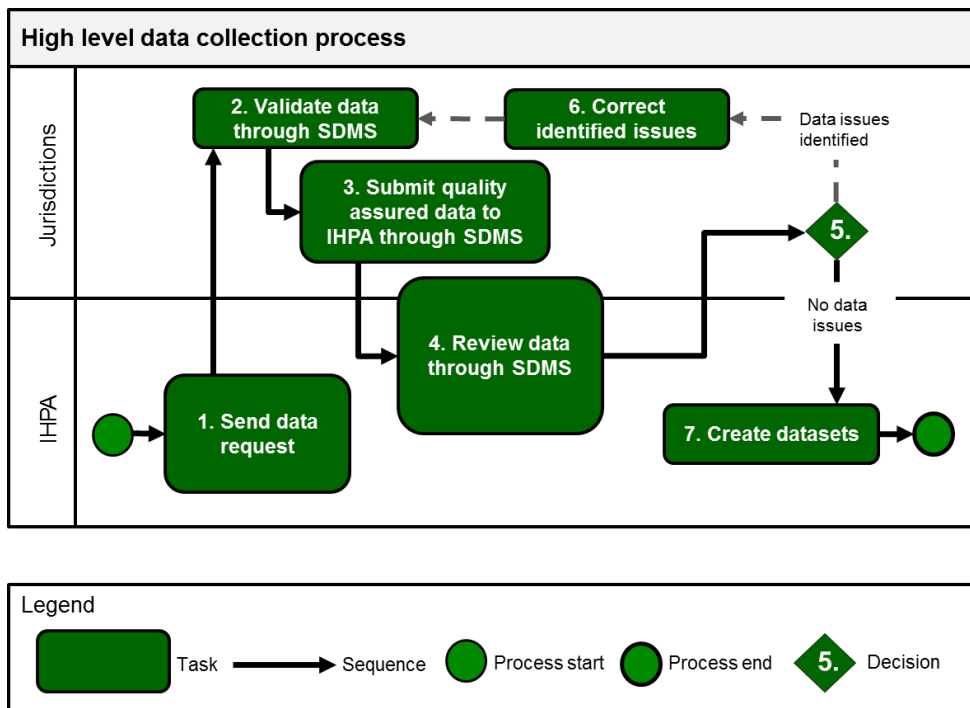 High level data collection process
Jurisdictions
2. Validate data
through SDMS
6. Correct
identified issues
Data issues
identified
3. Submit quality
assured data to
IHPA through SDMS
5.
No data
issues
IHPA
4. Review data
through SDMS
1. Send data
request
7. Create datasets
Legend
Task
Sequence
Process start
Process end
5.
Decision